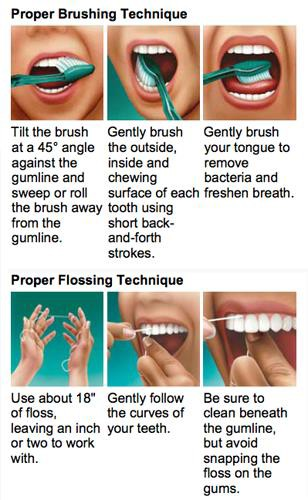 Proper Brushing Technique
Tilt the brush
at a 45° angle
against the
gumline and
sweep or roll
the brush away
from the
gumline.
Gently brush
the outside,
inside and
chewing
surface of each
tooth using
short back-
and-forth
strokes.
Gently brush
your tongue to
remove
bacteria and
freshen breath.
Proper Flossing Technique
Use about 18"
of floss,
leaving an inch
or two to work
with.
Gently follow
the curves of
your teeth.
Be sure to
clean beneath
the gumline,
but avoid
snapping the
floss on the
gums.